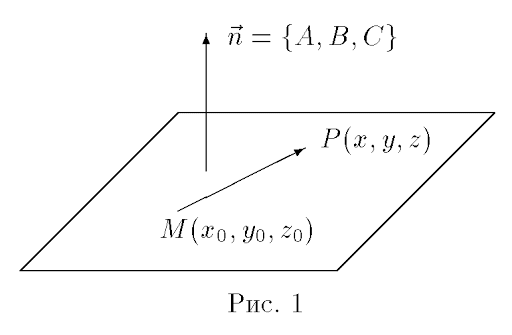 n⃗ = {A, B, C}
P(x, y, z)
M(x₀, y₀, z₀)
Рис. 1